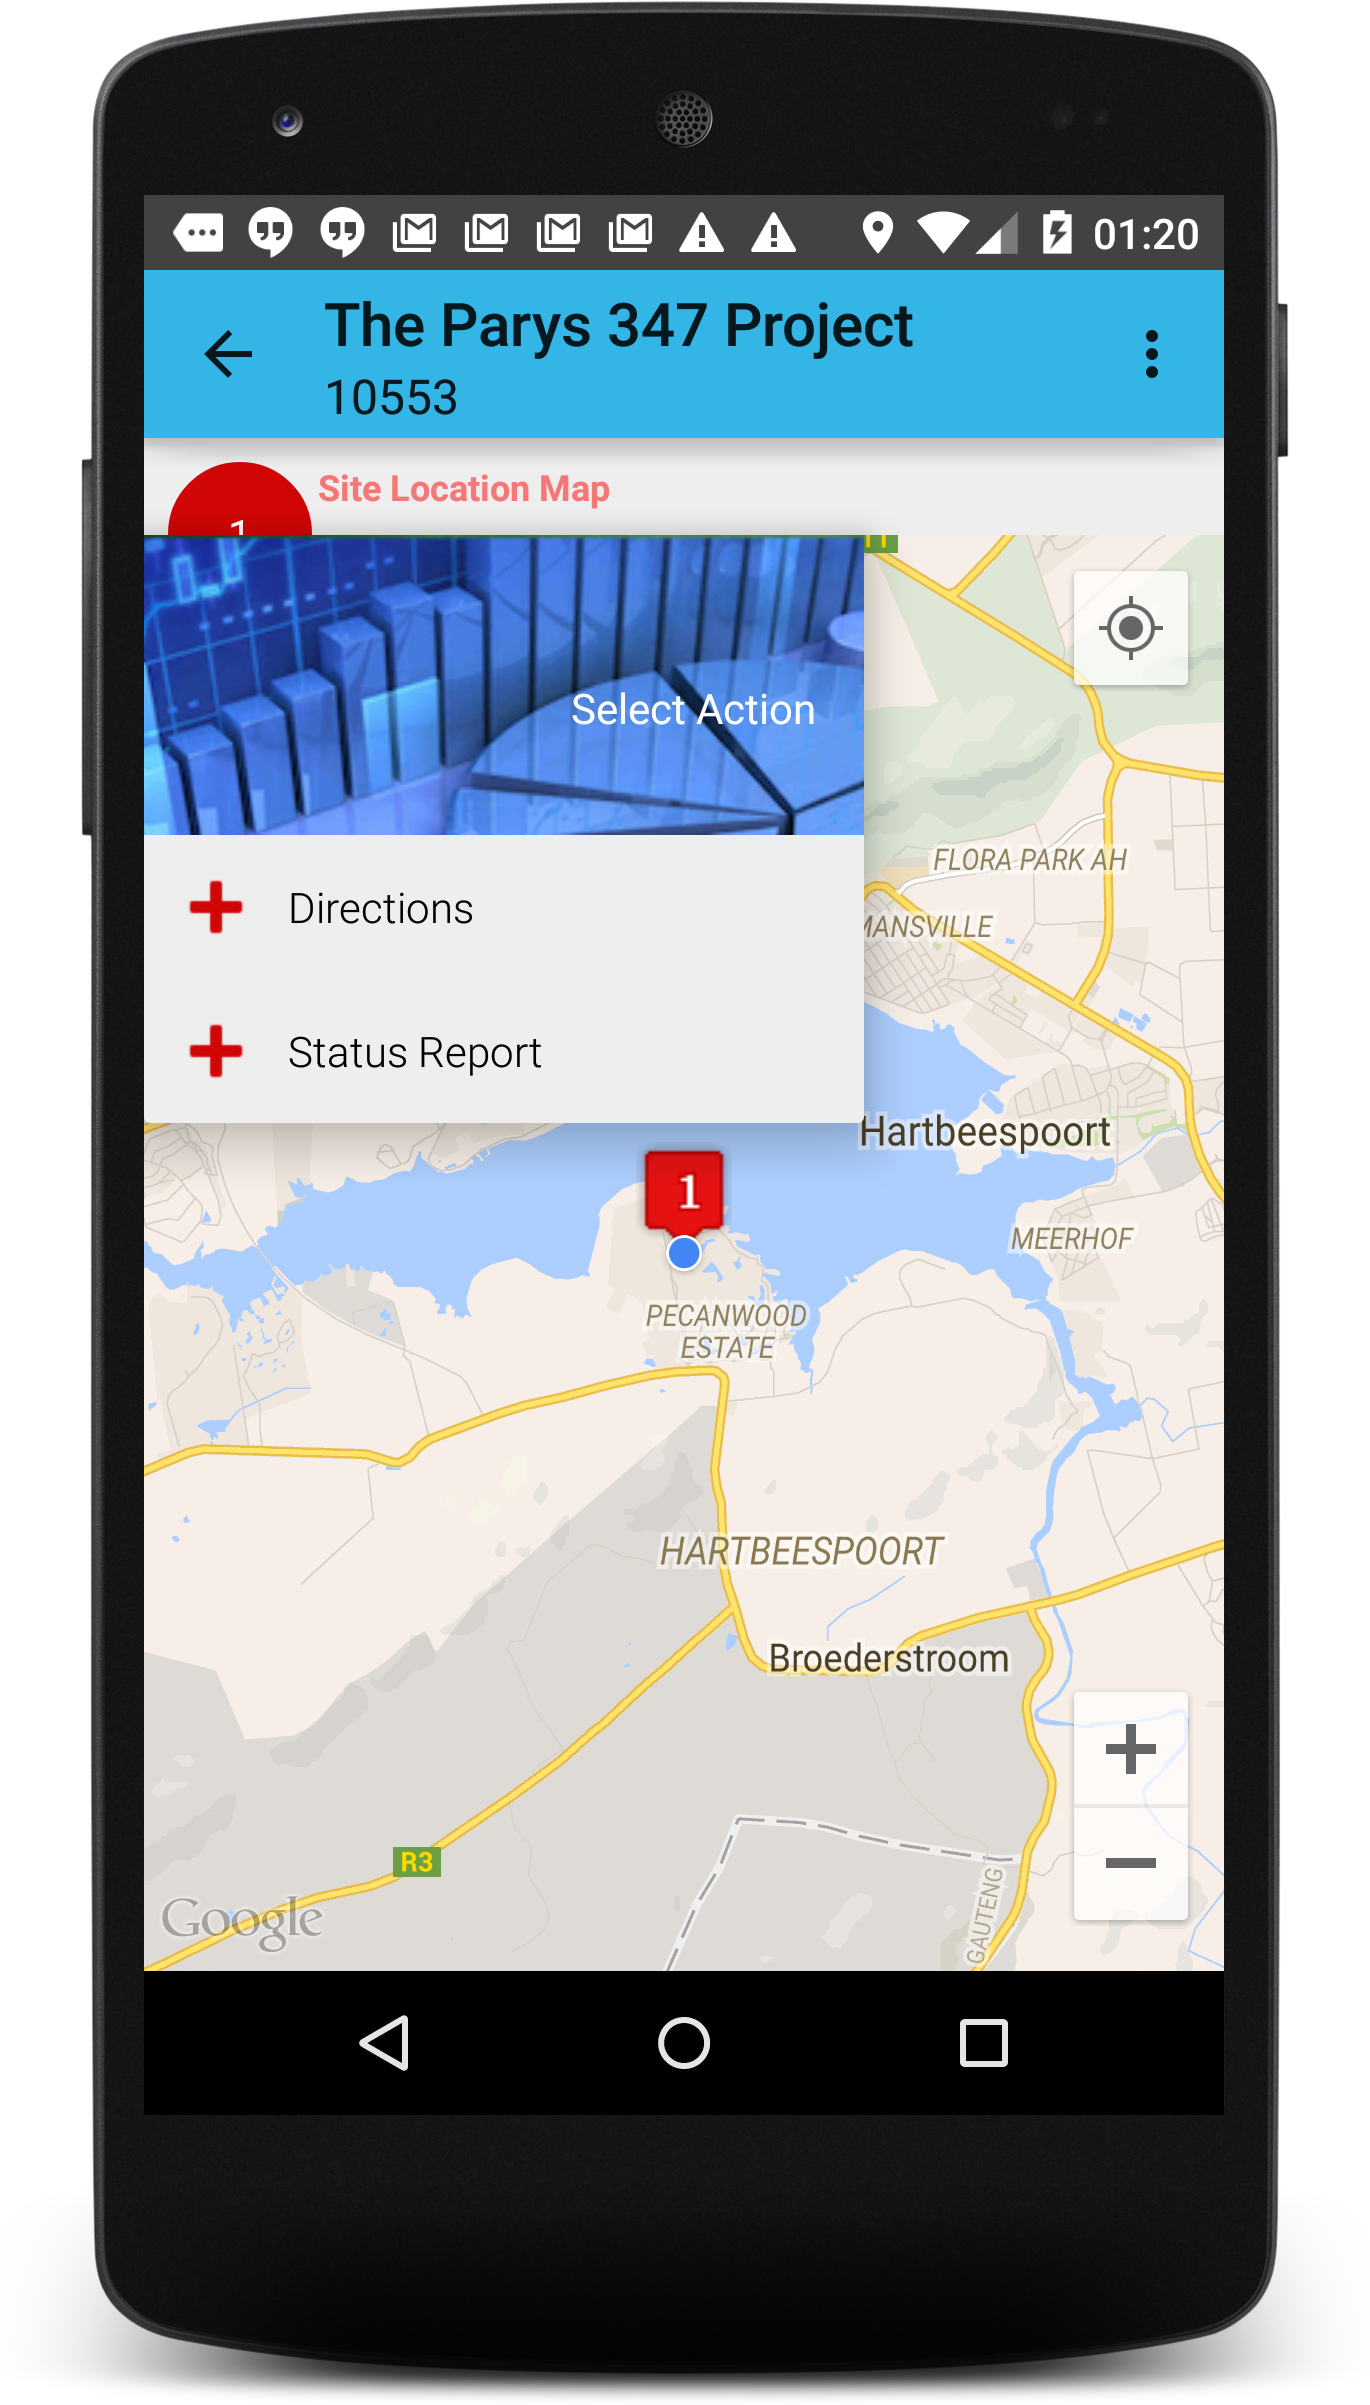 01:20
The Parys 347 Project
10553
Site Location Map
1
Select Action
Directions
Status Report
FLORA PARK AH
Hartbeespoort
1
MEERHOF
PECANWOOD
ESTATE
HARTBEESPOORT
Broederstroom
R3
Google
GAUTENG